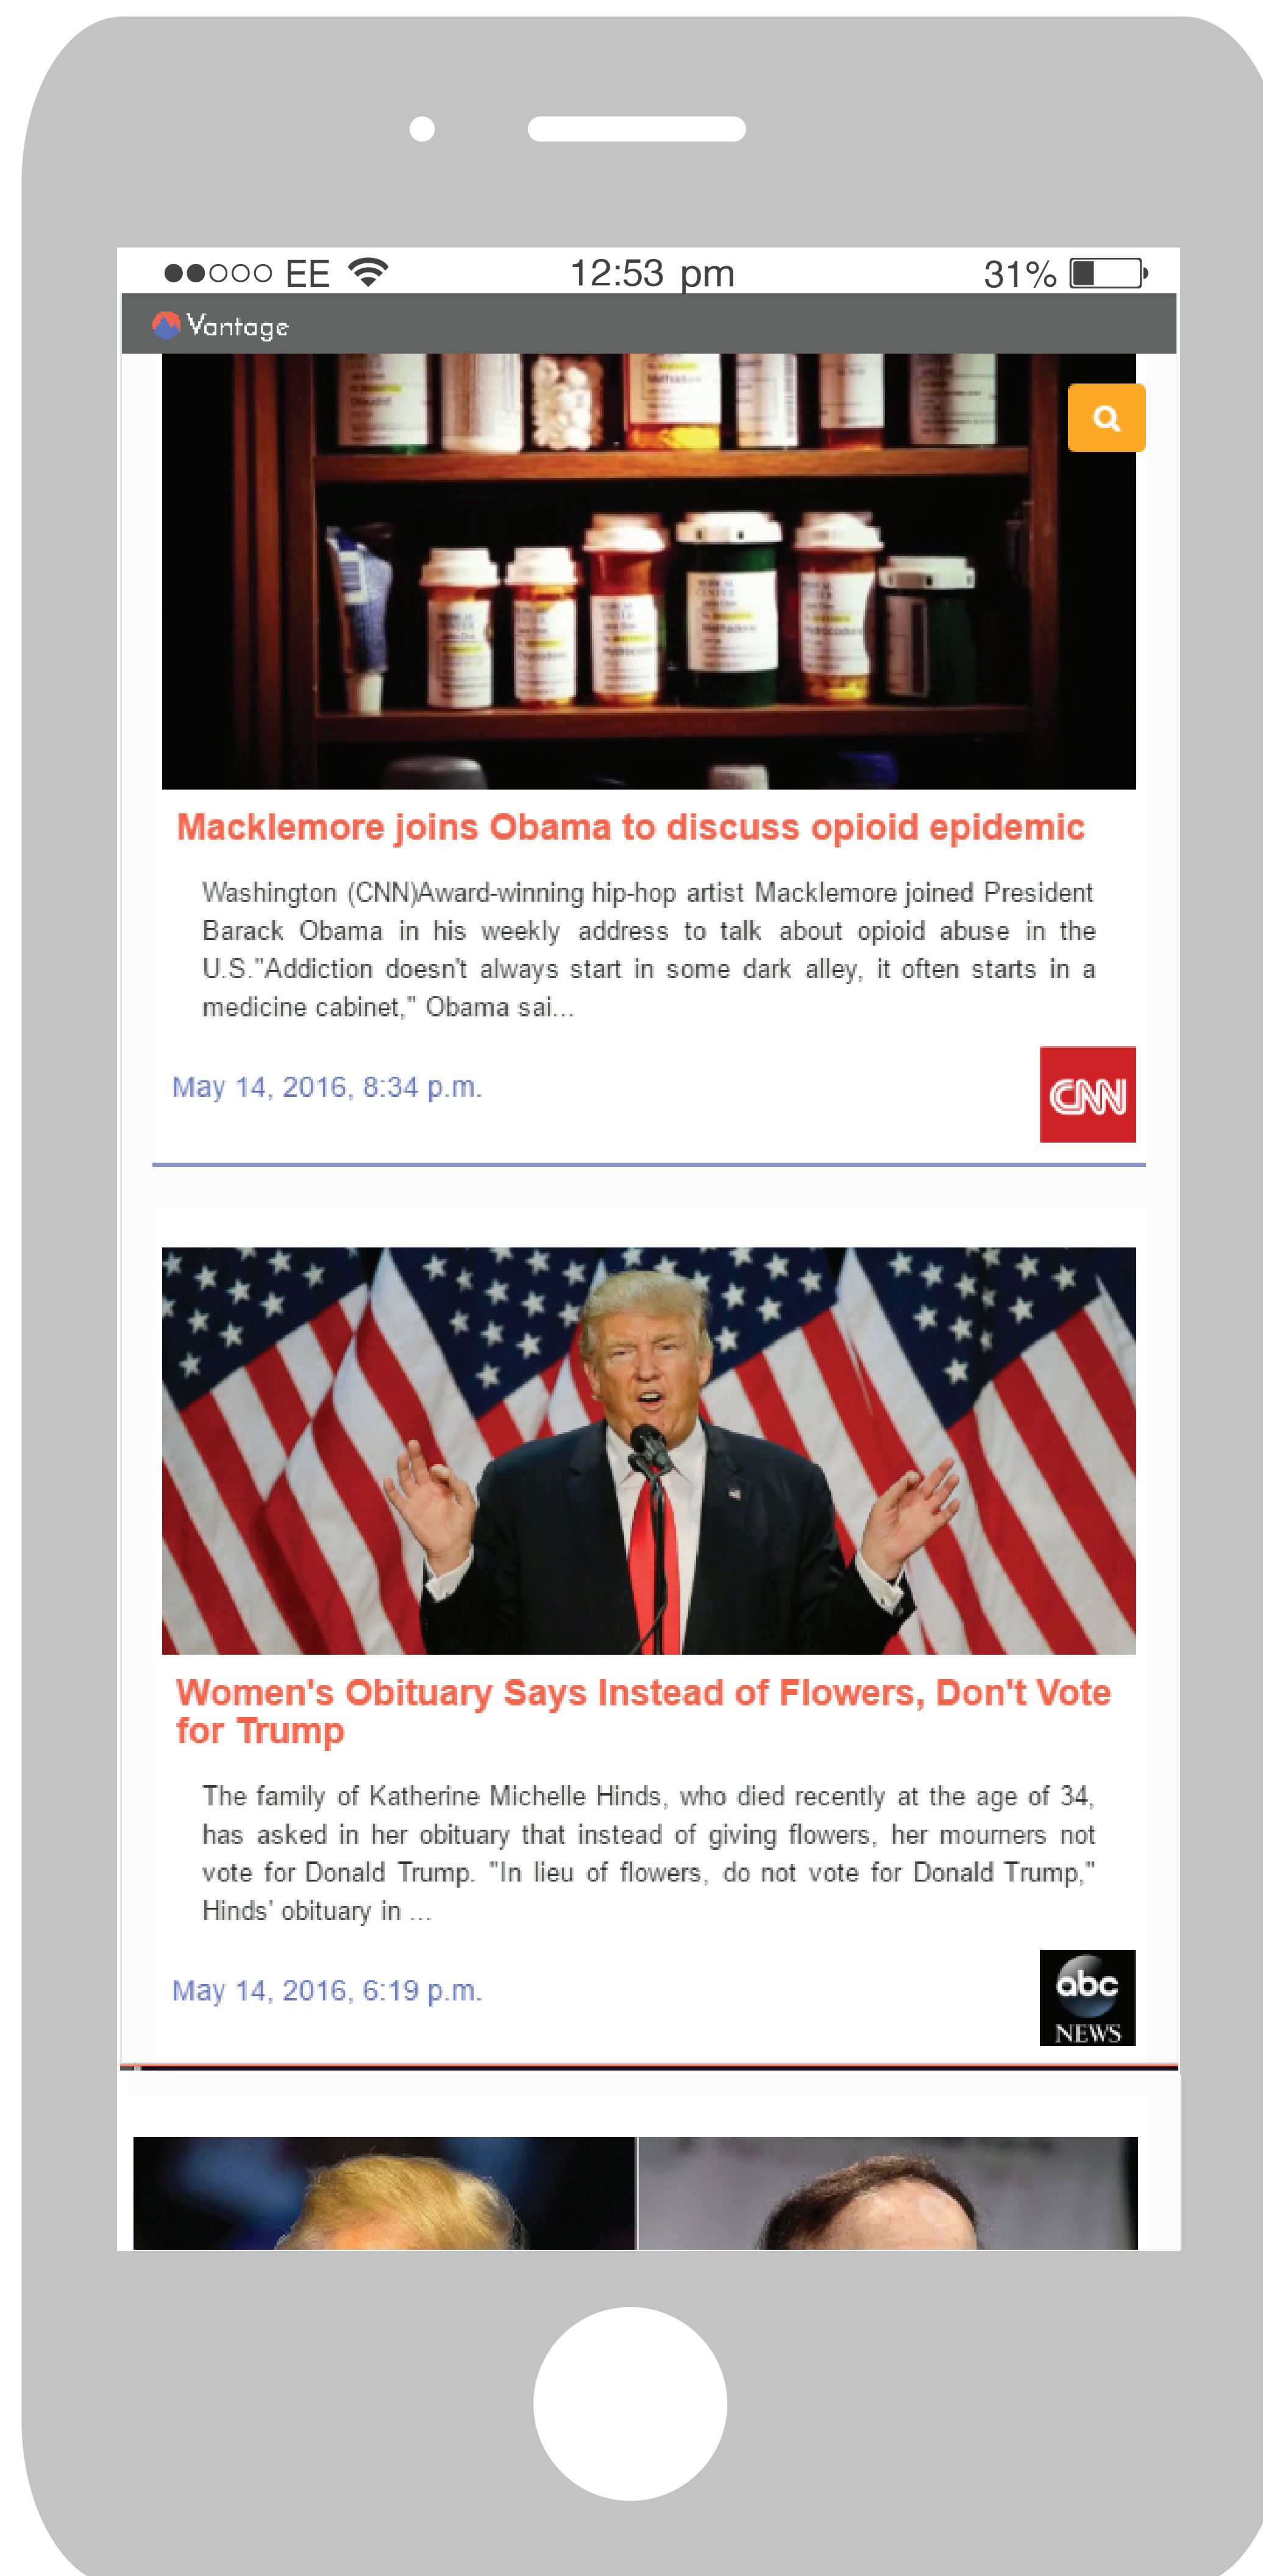 EE 12:53 pm 31%
Vantage
Methadone
Macklemore joins Obama to discuss opioid epidemic
Washington (CNN)Award-winning hip-hop artist Macklemore joined President
Barack Obama in his weekly address to talk about opioid abuse in the
U.S."Addiction doesn't always start in some dark alley, it often starts in a
medicine cabinet," Obama sai...
May 14, 2016, 8:34 p.m.
CNN
Women's Obituary Says Instead of Flowers, Don't Vote
for Trump
The family of Katherine Michelle Hinds, who died recently at the age of 34,
has asked in her obituary that instead of giving flowers, her mourners not
vote for Donald Trump. "In lieu of flowers, do not vote for Donald Trump,"
Hinds' obituary in ...
May 14, 2016, 6:19 p.m.
abc
NEWS